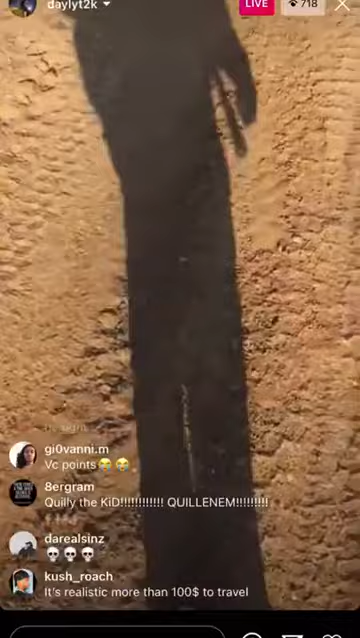 daylyt2k
LIVE
718
gi0vanni.m
Vc points😭😭
8ergram
Quilly the KiD!!!!!!!!!!!! QUILLENEM!!!!!!!!!
darealsinz
💀💀💀
kush_roach
It's realistic more than 100$ to travel